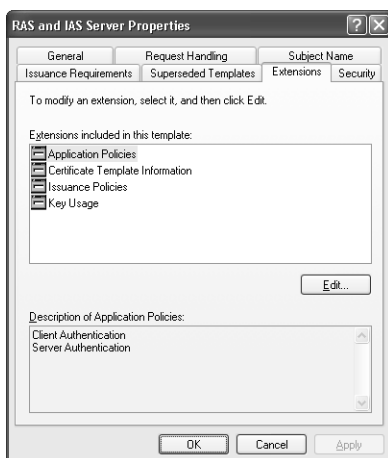 RAS and IAS Server Properties
General Request Handling Subject Name
Issuance Requirements Superseded Templates Extensions Security
To modify an extension, select it, and then click Edit.
Extensions included in this template:
Application Policies
Certificate Template Information
Issuance Policies
Key Usage
Edit...
Description of Application Policies:
Client Authentication
Server Authentication
OK Cancel Apply